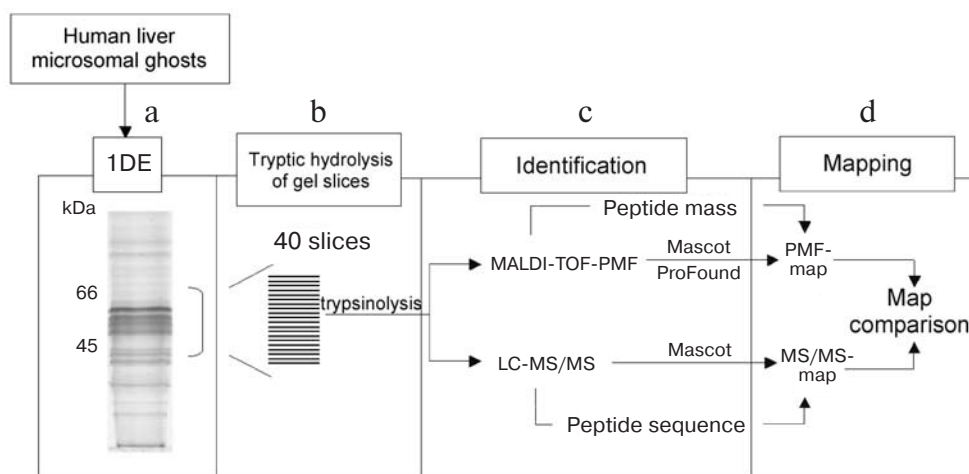 Human liver
microsomal ghosts
a
b
c
d
1DE
Tryptic hydrolysis
of gel slices
Identification
Mapping
kDa
66
45
40 slices
trypsinolysis
Peptide mass
MALDI-TOF-PMF
Mascot
ProFound
PMF-
map
Map
comparison
LC-MS/MS
Mascot
MS/MS-
map
Peptide sequence